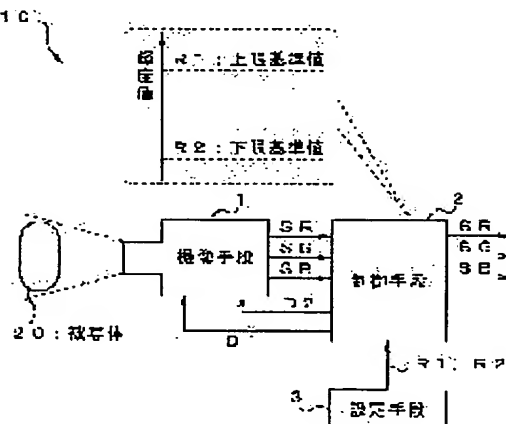 10
電圧値
R1：上限基準値
R2：下限基準値
1
2
撮像手段
SR
SG
SB
制御手段
SR
SG
SB
20：被写体
D
R1, R2
3
設定手段